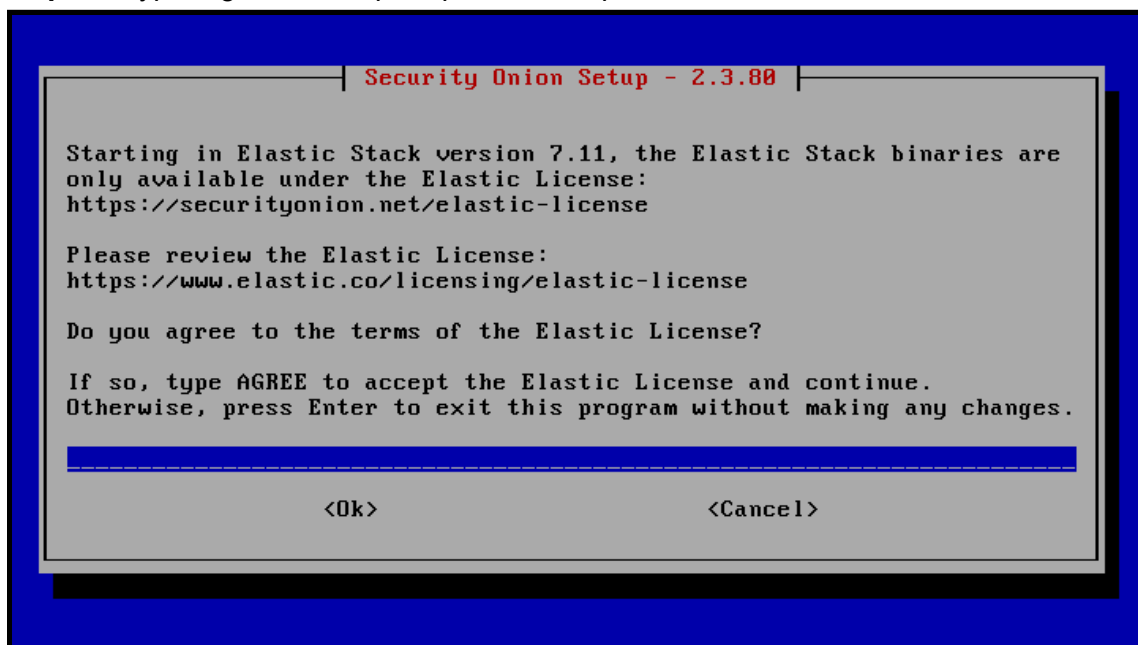 Security Onion Setup - 2.3.80
Starting in Elastic Stack version 7.11, the Elastic Stack binaries are
only available under the Elastic License:
https://securityonion.net/elastic-license
Please review the Elastic License:
https://www.elastic.co/licensing/elastic-license
Do you agree to the terms of the Elastic License?
If so, type AGREE to accept the Elastic License and continue.
Otherwise, press Enter to exit this program without making any changes.
<Ok> <Cancel>